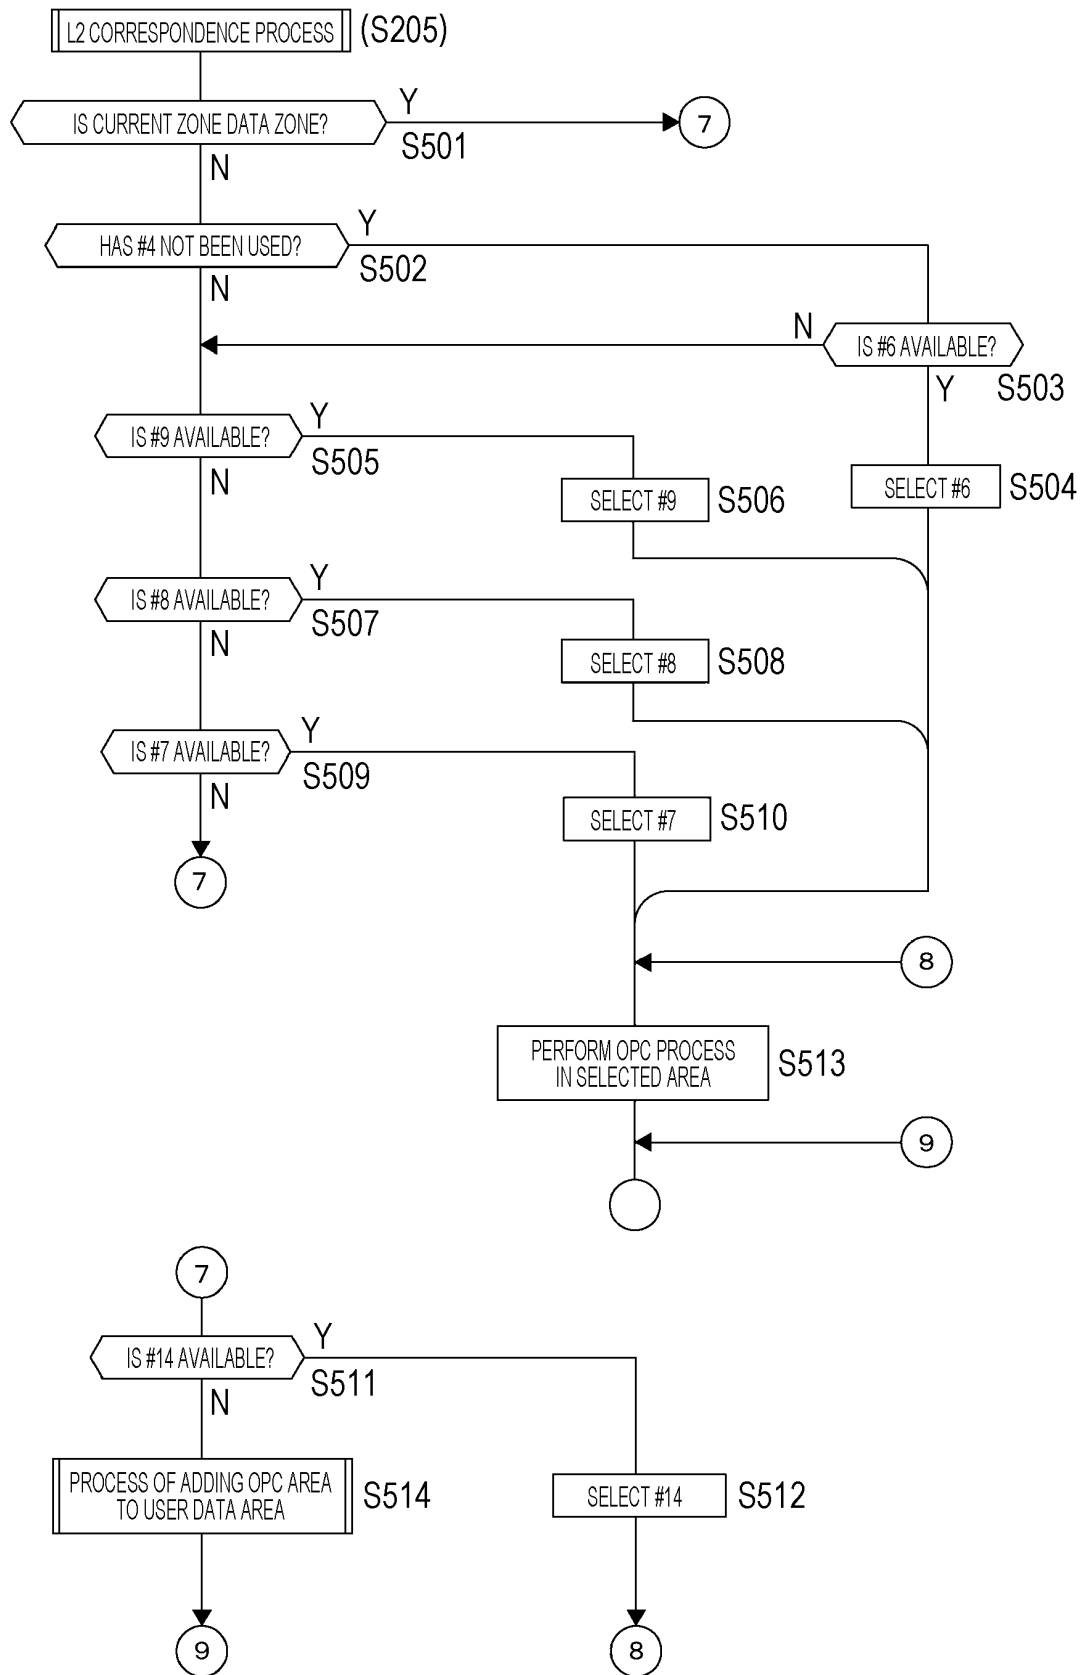 L2 CORRESPONDENCE PROCESS (S205)
IS CURRENT ZONE DATA ZONE? Y
S501
7
N
HAS #4 NOT BEEN USED? Y
S502
N
N
IS #6 AVAILABLE?
Y S503
IS #9 AVAILABLE? Y
S505
N
SELECT #9 S506
SELECT #6 S504
IS #8 AVAILABLE? Y
S507
N
SELECT #8 S508
IS #7 AVAILABLE? Y
S509
N
SELECT #7 S510
7
8
PERFORM OPC PROCESS
IN SELECTED AREA
S513
9
7
IS #14 AVAILABLE? Y
S511
N
PROCESS OF ADDING OPC AREA
TO USER DATA AREA
S514
SELECT #14 S512
9
8